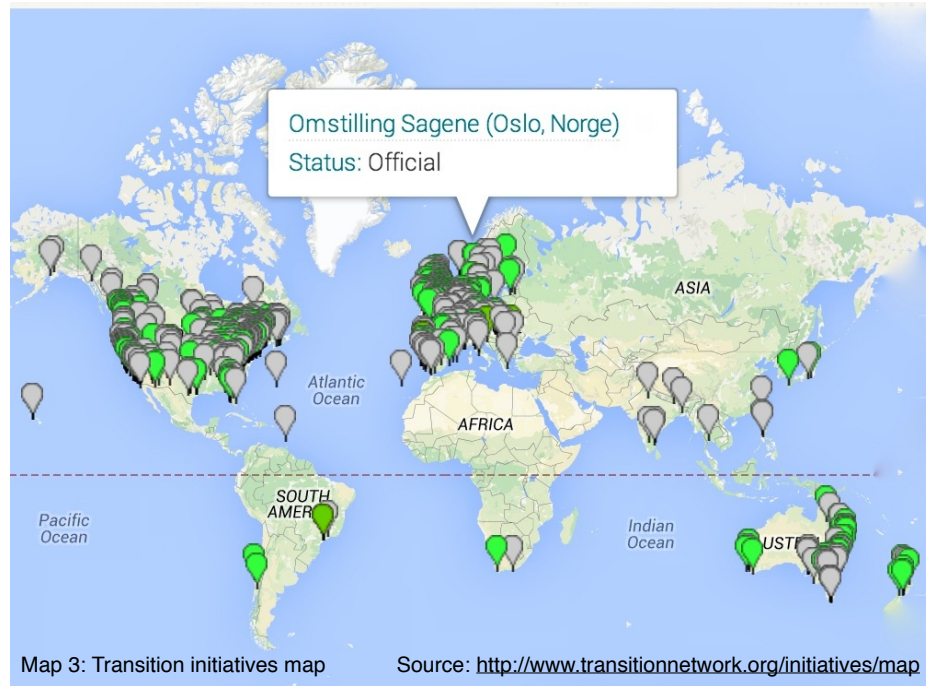 Omstilling Sagene (Oslo, Norge)
Status: Official
ASIA
Atlantic
Ocean
AFRICA
SOUTH
AMER
Pacific
Ocean
Indian
Ocean
UST
Map 3: Transition initiatives map
Source: http://www.transitionnetwork.org/initiatives/map